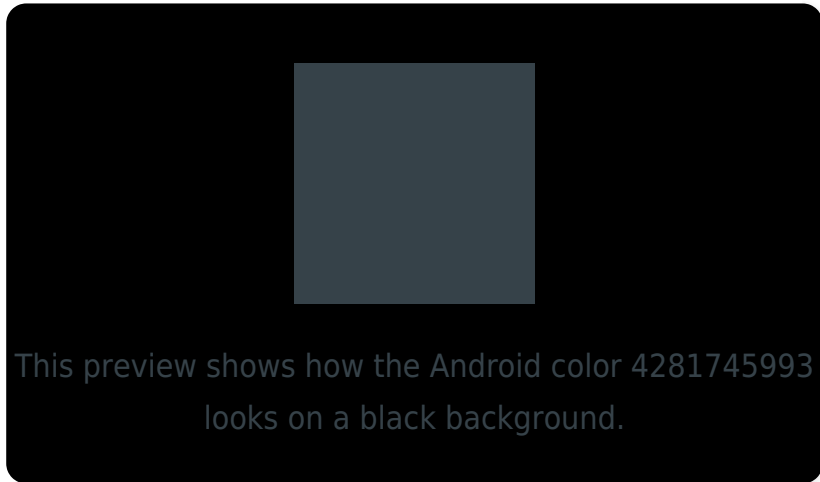 This preview shows how the Android color 4281745993
looks on a black background.